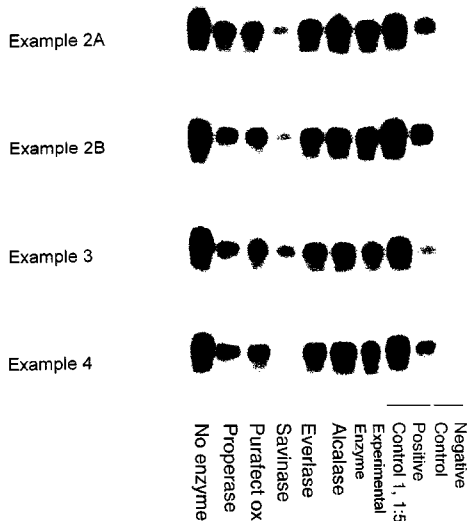 Example 2A
Example 2B
Example 3
Example 4
No enzyme
Properase
Purafect ox
Savinase
Everlase
Alcalase
Enzyme
Experimental
Control 1, 1:5
Positive
Control
Negative